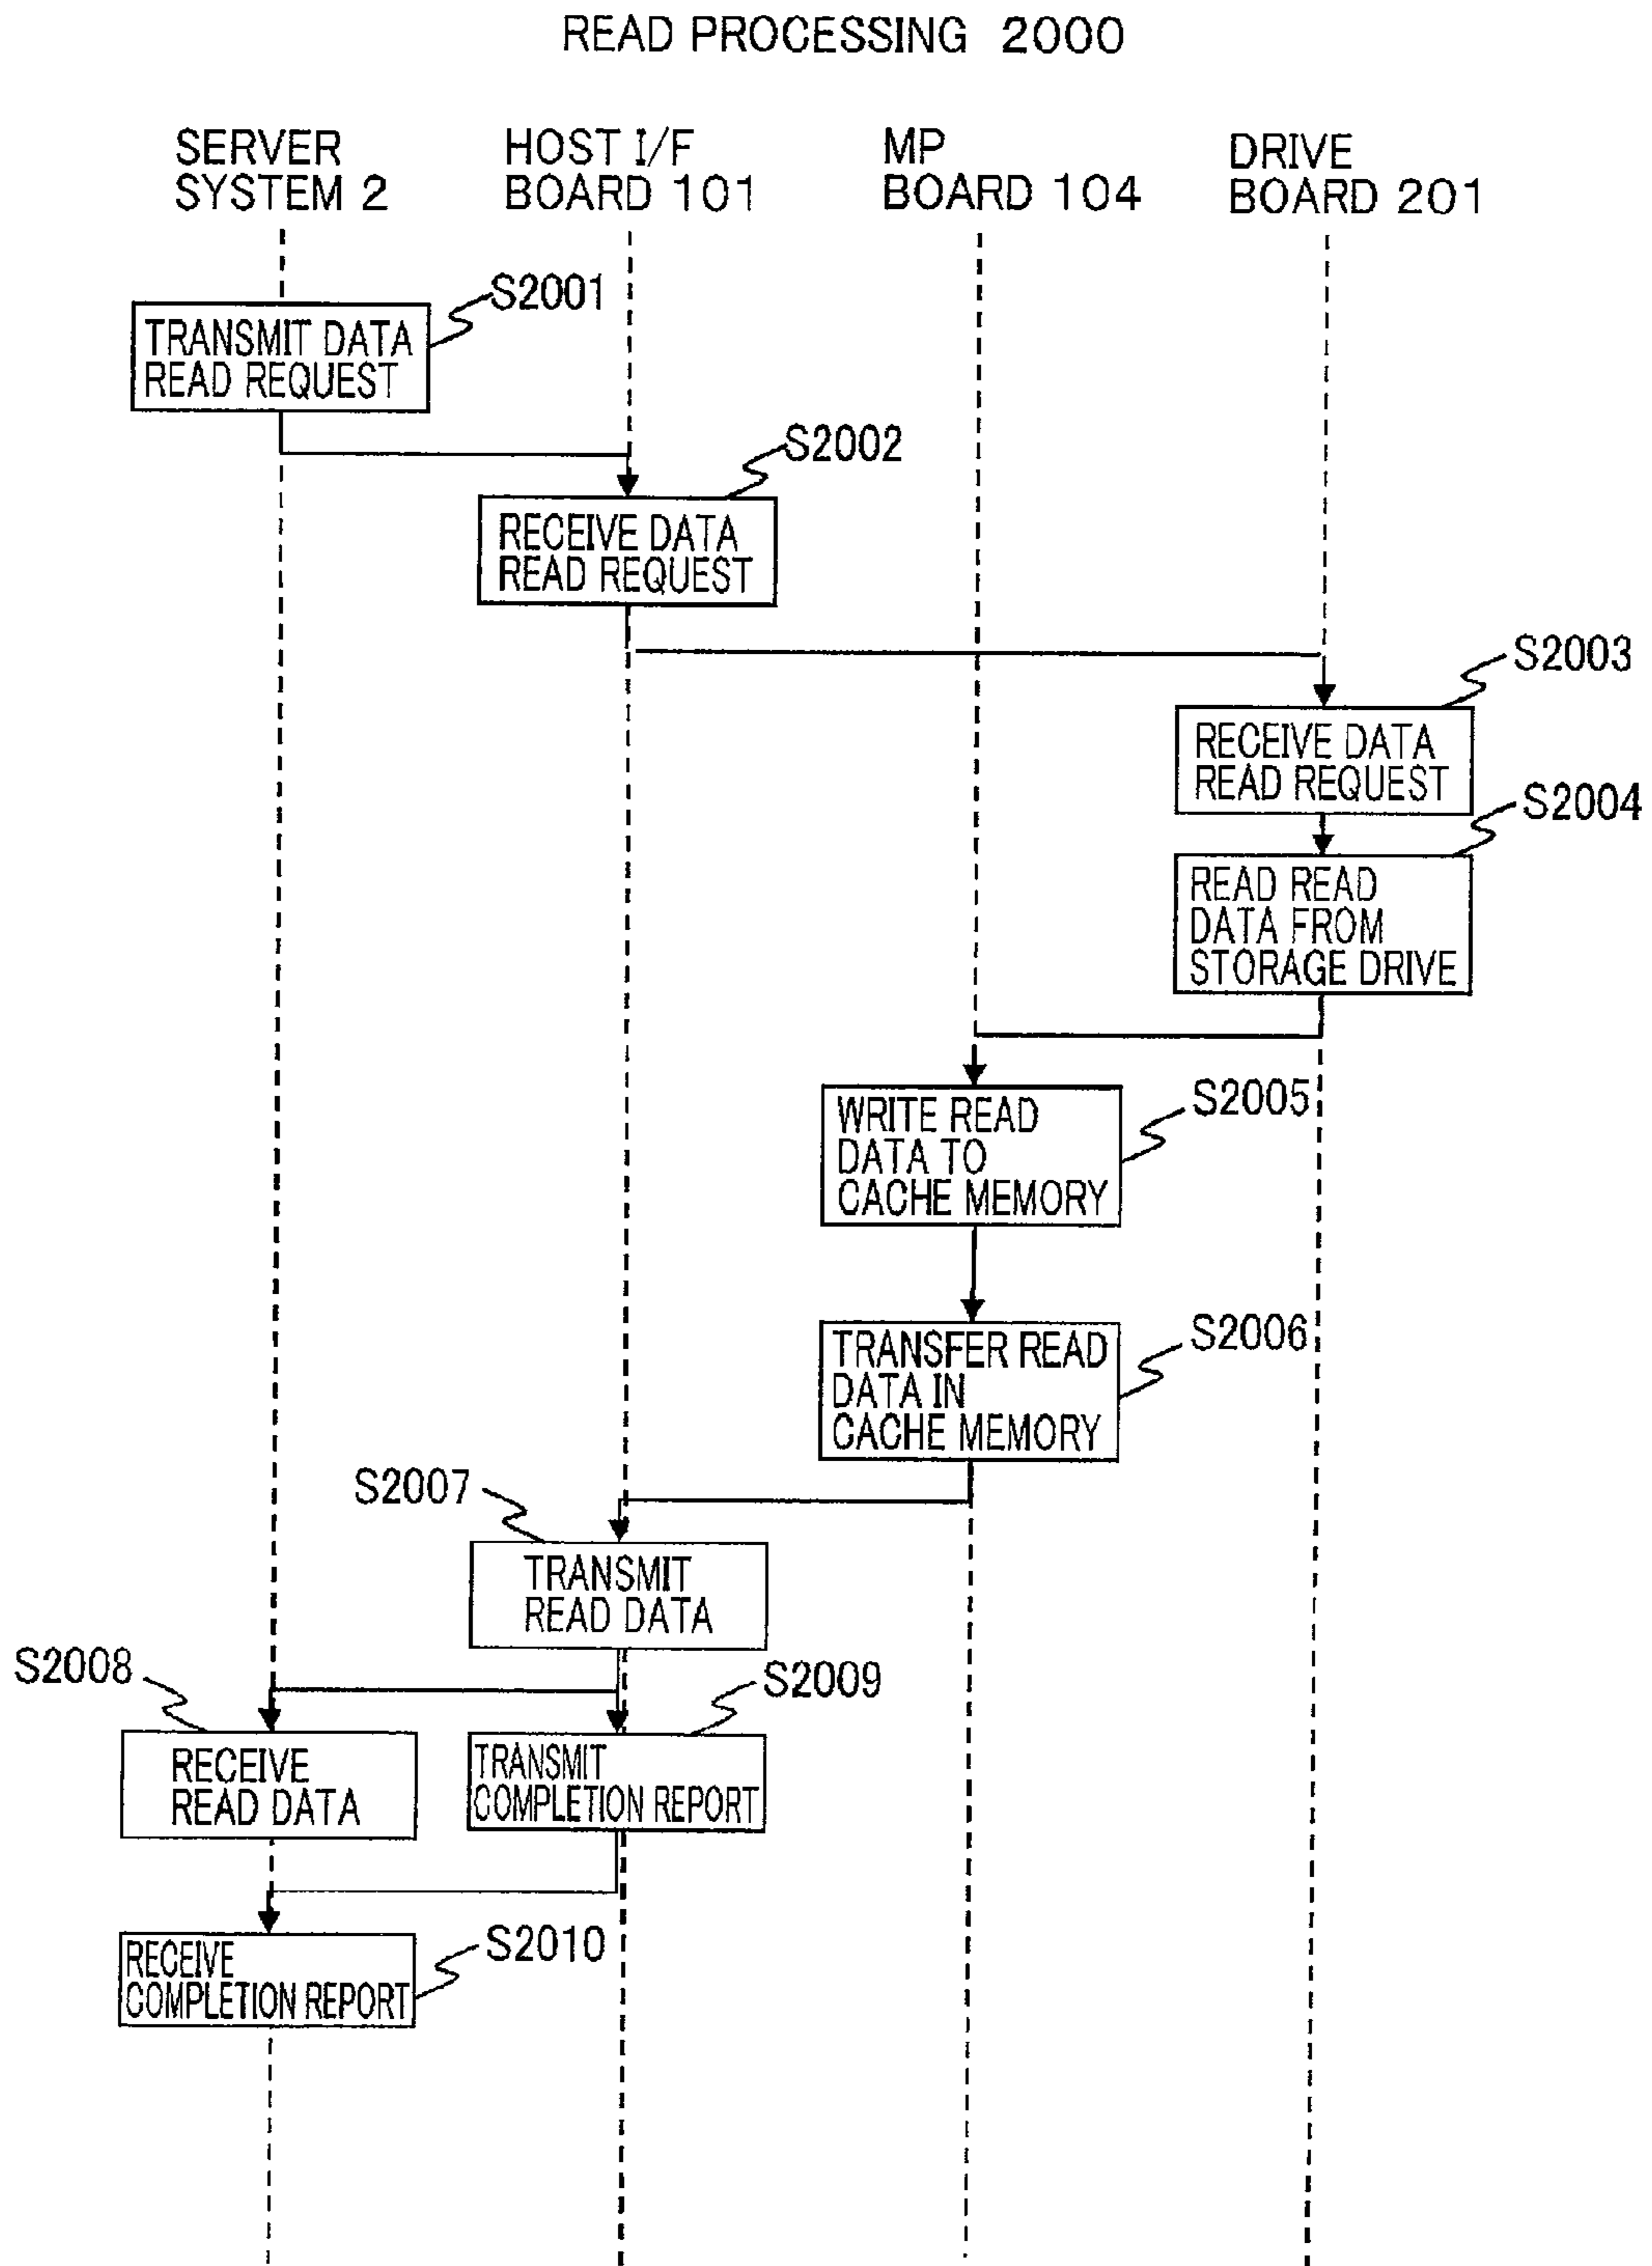 READ PROCESSING 2000
SERVER
SYSTEM 2
HOST I/F
BOARD 101
MP
BOARD 104
DRIVE
BOARD 201
S2001
TRANSMIT DATA
READ REQUEST
S2002
RECEIVE DATA
READ REQUEST
S2003
RECEIVE DATA
READ REQUEST
S2004
READ READ
DATA FROM
STORAGE DRIVE
S2005
WRITE READ
DATA TO
CACHE MEMORY
S2006
TRANSFER READ
DATA IN
CACHE MEMORY
S2007
TRANSMIT
READ DATA
S2008
RECEIVE
READ DATA
S2009
TRANSMIT
COMPLETION REPORT
S2010
RECEIVE
COMPLETION REPORT